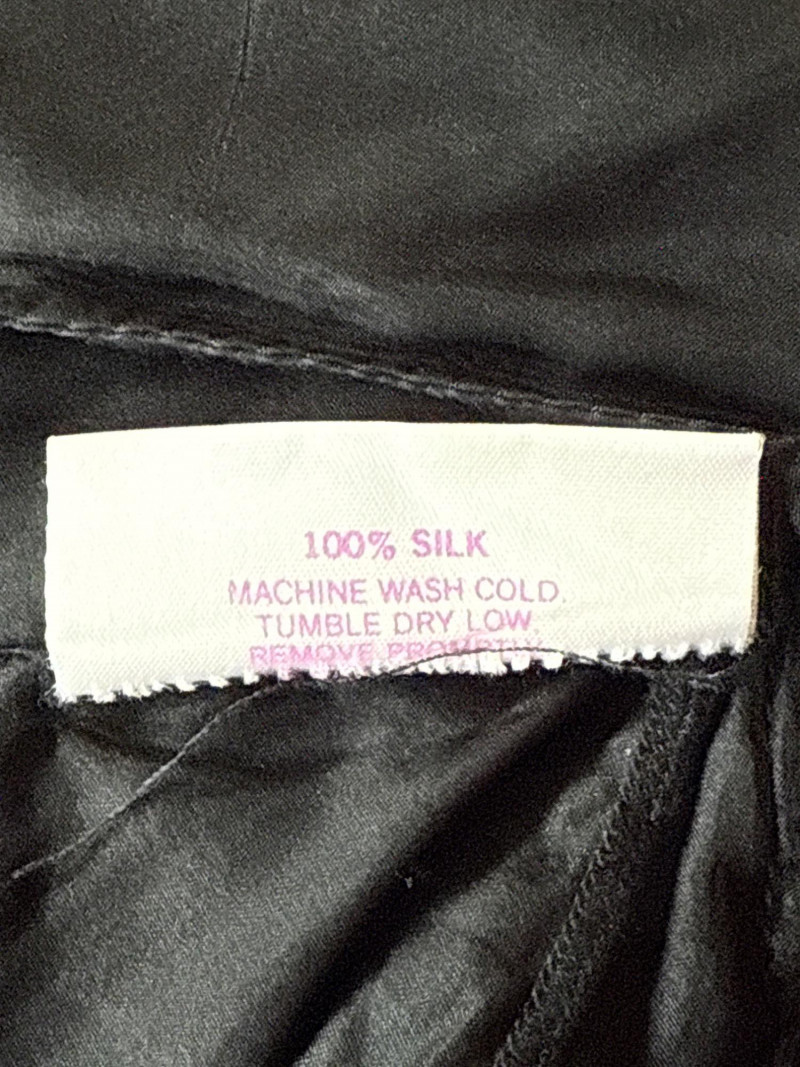 100% SILK
MACHINE WASH COLD.
TUMBLE DRY LOW.
REMOVE PROMPTLY